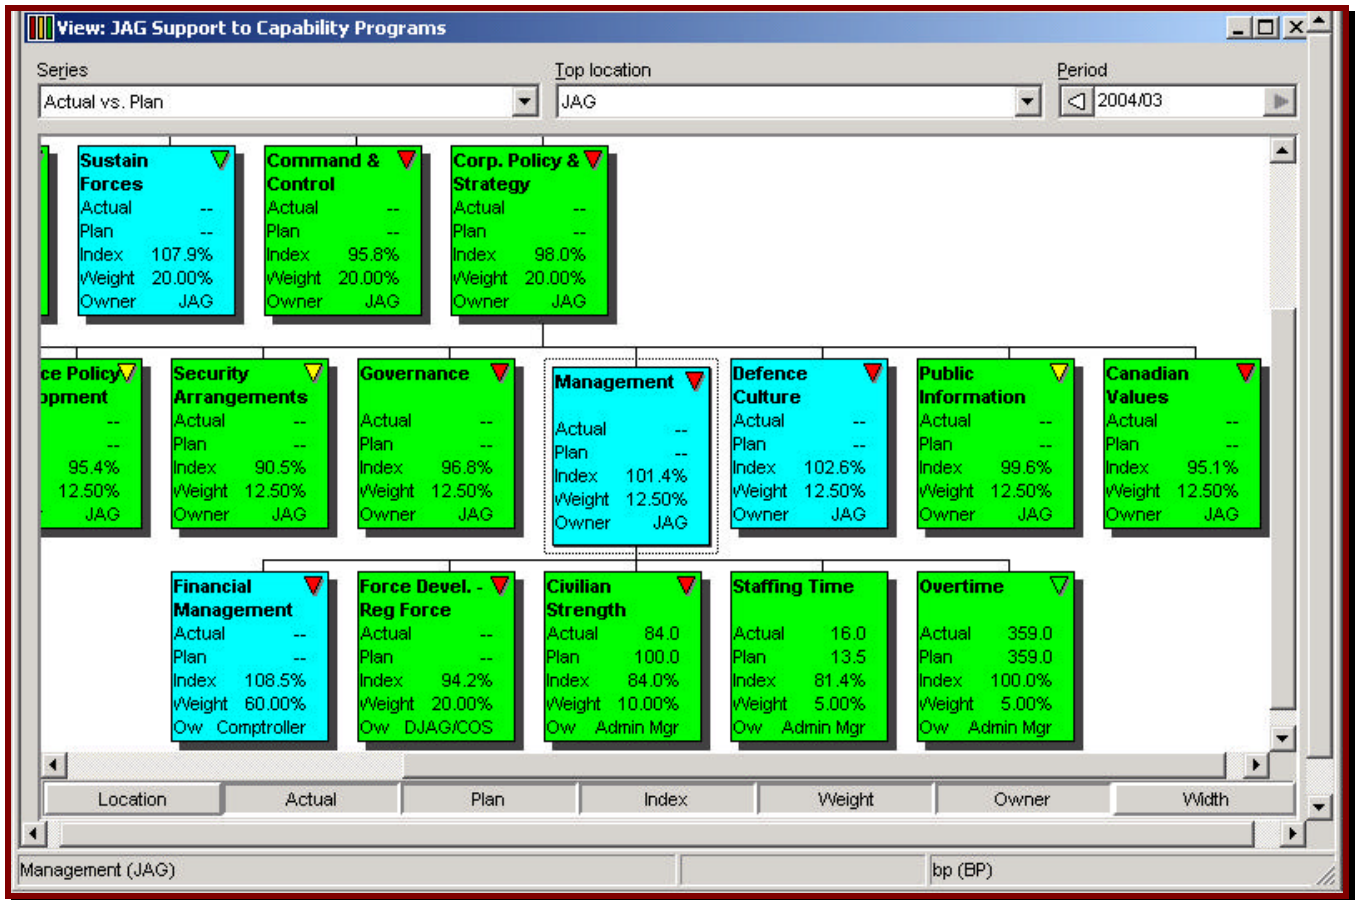 View: JAG Support to Capability Programs
Series Top location Period
Actual vs. Plan JAG 2004/03
Sustain Forces
Actual --
Plan --
Index 107.9%
Weight 20.00%
Owner JAG
Command & Control
Actual --
Plan --
Index 95.8%
Weight 20.00%
Owner JAG
Corp. Policy & Strategy
Actual --
Plan --
Index 98.0%
Weight 20.00%
Owner JAG
ce Policy
opment
--
--
95.4%
12.50%
JAG
Security
Arrangements
Actual --
Plan --
Index 90.5%
Weight 12.50%
Owner JAG
Governance
Actual --
Plan --
Index 96.8%
Weight 12.50%
Owner JAG
Management
Actual --
Plan --
Index 101.4%
Weight 12.50%
Owner JAG
Defence
Culture
Actual --
Plan --
Index 102.6%
Weight 12.50%
Owner JAG
Public
Information
Actual --
Plan --
Index 99.6%
Weight 12.50%
Owner JAG
Canadian
Values
Actual --
Plan --
Index 95.1%
Weight 12.50%
Owner JAG
Financial
Management
Actual --
Plan --
Index 108.5%
Weight 60.00%
Ow Comptroller
Force Devel. -
Reg Force
Actual --
Plan --
Index 94.2%
Weight 20.00%
Ow DJAG/COS
Civilian
Strength
Actual 84.0
Plan 100.0
Index 84.0%
Weight 10.00%
Ow Admin Mgr
Staffing Time
Actual 16.0
Plan 13.5
Index 81.4%
Weight 5.00%
Ow Admin Mgr
Overtime
Actual 359.0
Plan 359.0
Index 100.0%
Weight 5.00%
Ow Admin Mgr
Location Actual Plan Index Weight Owner Width
Management (JAG) bp (BP)